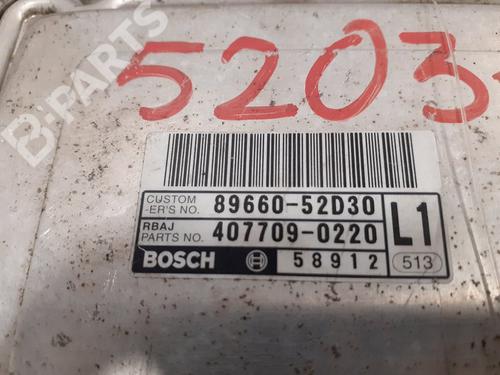 B-PARTS
5203
CUSTOM
-ER'S NO. 89660-52D30
RBAJ
PARTS NO. 407709-0220
L1
BOSCH 58912 513